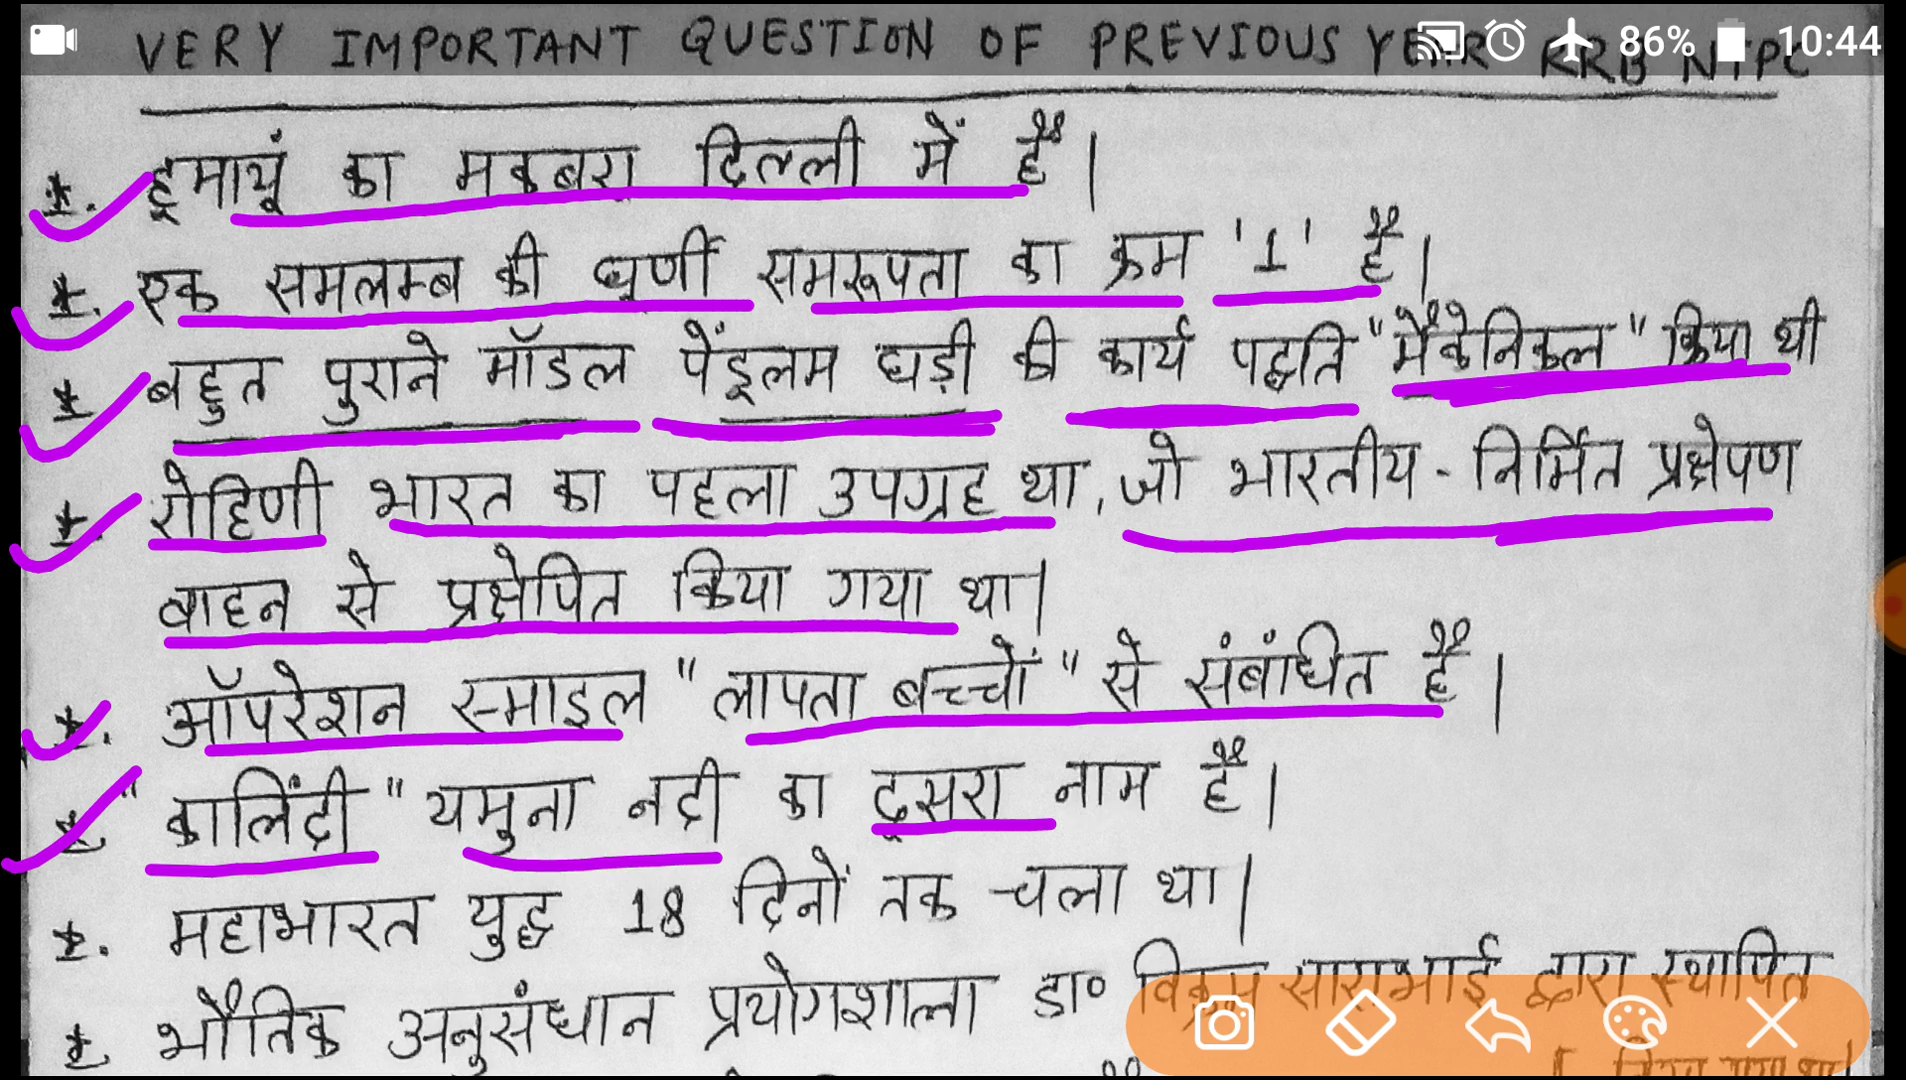 86% 10:44
VERY IMPORTANT QUESTION OF PREVIOUS YEAR RRB NTPC
*. हूमायूं का मकबरा दिल्ली में है।
*. एक समलम्ब की घूर्णी समरूपता का क्रम '1' है।
* बहुत पुराने मॉडल पेंडूलम घड़ी की कार्य पद्धति "मैकेनिकल" क्रिया थी
*. रोहिणी भारत का पहला उपग्रह था, जो भारतीय - निर्मित प्रक्षेपण
वाहन से प्रक्षेपित किया गया था।
*. ऑपरेशन स्माइल "लापता बच्चों" से संबंधित है।
*. "कालिंदी" यमुना नदी का दूसरा नाम है।
*. महाभारत युद्ध 18 दिनों तक चला था।
*. भौतिक अनुसंधान प्रयोगशाला डा० विक्रम साराभाई द्वारा स्थापित